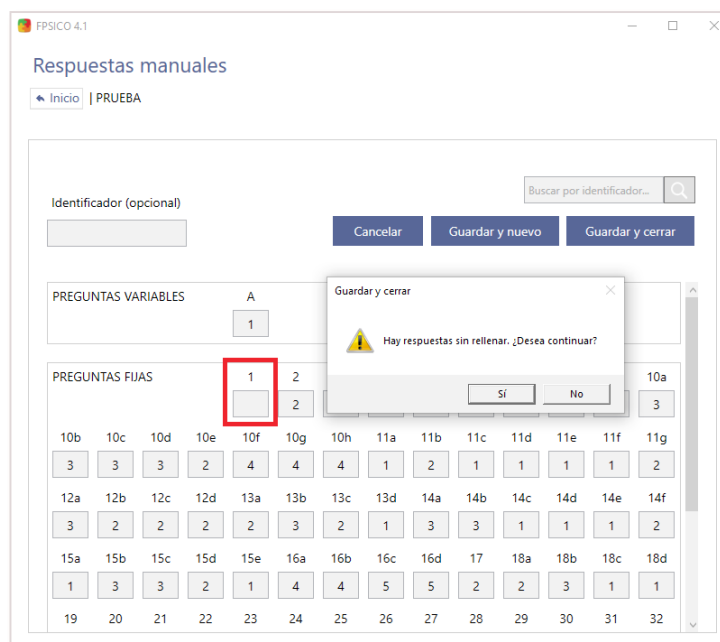 FPSICO 4.1
Respuestas manuales
Inicio | PRUEBA
Buscar por identificador...
Identificador (opcional)
Cancelar Guardar y nuevo Guardar y cerrar
PREGUNTAS VARIABLES A
1
Guardar y cerrar
Hay respuestas sin rellenar. ¿Desea continuar?
Sí No
PREGUNTAS FIJAS 1 2 10a
2 3
10b 10c 10d 10e 10f 10g 10h 11a 11b 11c 11d 11e 11f 11g
3 3 3 2 4 4 4 1 2 1 1 1 1 2
12a 12b 12c 12d 13a 13b 13c 13d 14a 14b 14c 14d 14e 14f
3 2 2 2 2 3 2 1 3 3 1 1 1 2
15a 15b 15c 15d 15e 16a 16b 16c 16d 17 18a 18b 18c 18d
1 3 3 2 1 4 4 5 5 2 2 3 1 1
19 20 21 22 23 24 25 26 27 28 29 30 31 32